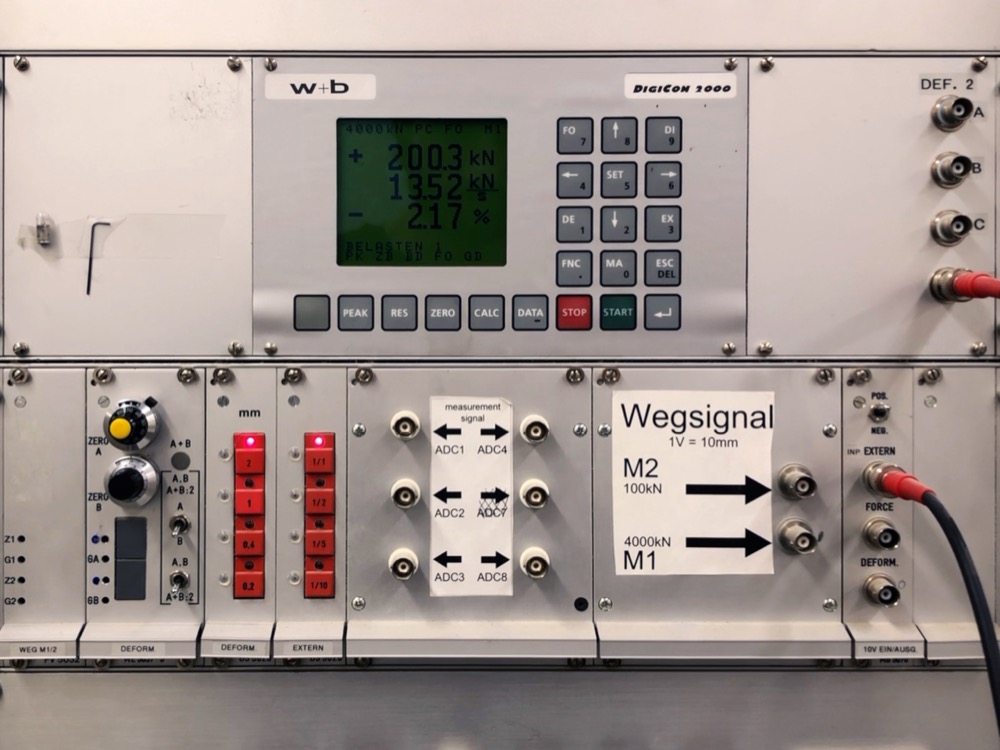 w+b
DIGICON 2000
DEF. 2
A
B
C
4000kN PC FO M1
+ 200.3 kN
13.52 kN/s
- 2.17 %
BELASTEN 1
PK ZB BD FO QD
FO 7
↑ 8
DI 9
← 4
SET 5
→ 6
DE 1
↓ 2
EX 3
FNC .
MA 0
ESC DEL
PEAK
RES
ZERO
CALC
DATA -
STOP
START
↵
ZERO
A
A+B
A,B
A+B:2
ZERO
B
A
B
A,B
A+B:2
Z1
G1
Z2
G2
6A
6B
mm
2
1
0,4
0,2
1/1
1/2
1/5
1/10
measurement
signal
ADC1 ADC4
ADC2 ADC7
ADC3 ADC8
Wegsignal
1V = 10mm
M2
100kN
4000kN
M1
POS.
NEG.
INP EXTERN
FORCE
DEFORM.
WEG M1/2
DEFORM
DEFORM
EXTERN
10V EIN/AUSG.